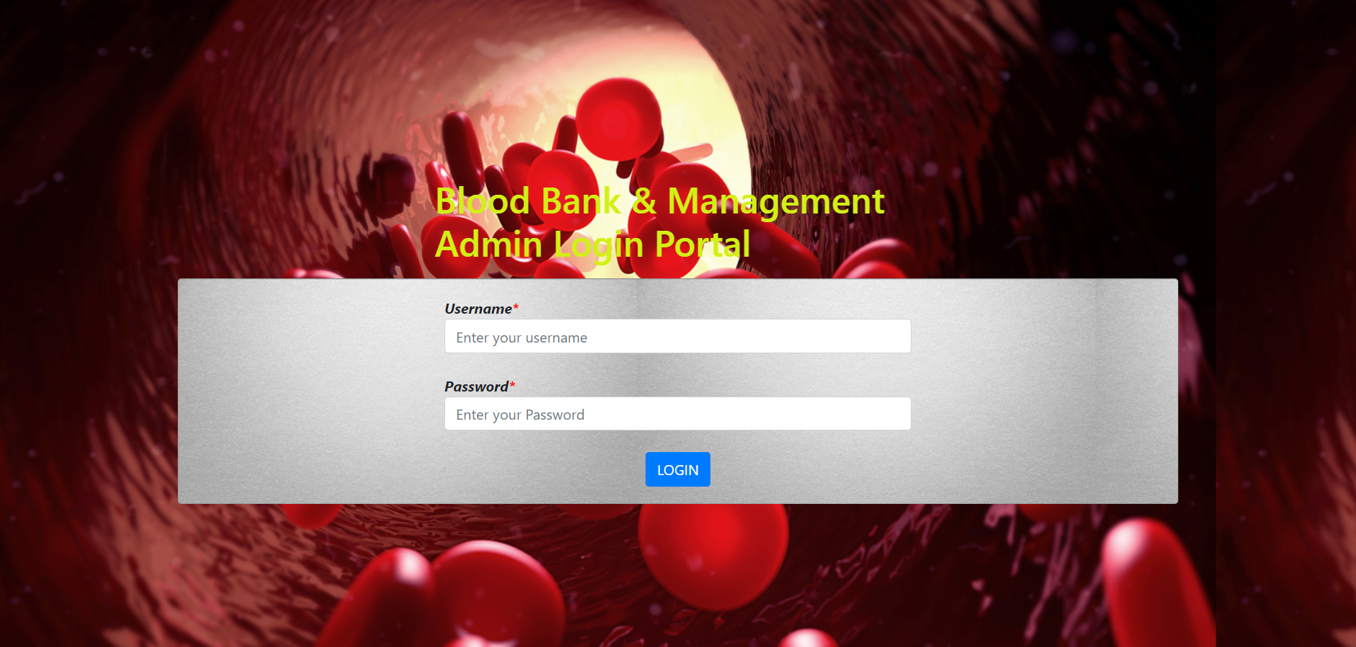 Blood Bank & Management
Admin Login Portal
Username*
Enter your username
Password*
Enter your Password
LOGIN